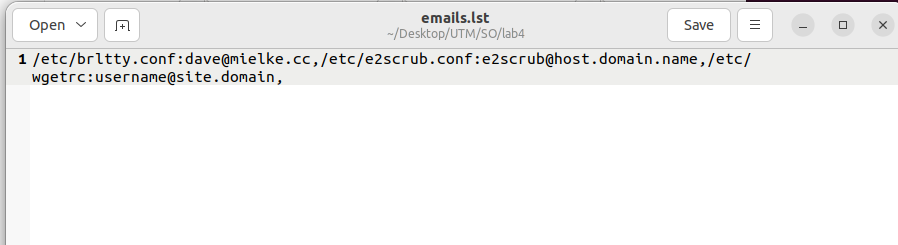 Open
emails.lst
~/Desktop/UTM/SO/lab4
Save
1 /etc/brltty.conf:dave@mielke.cc,/etc/e2scrub.conf:e2scrub@host.domain.name,/etc/
wgetrc:username@site.domain,